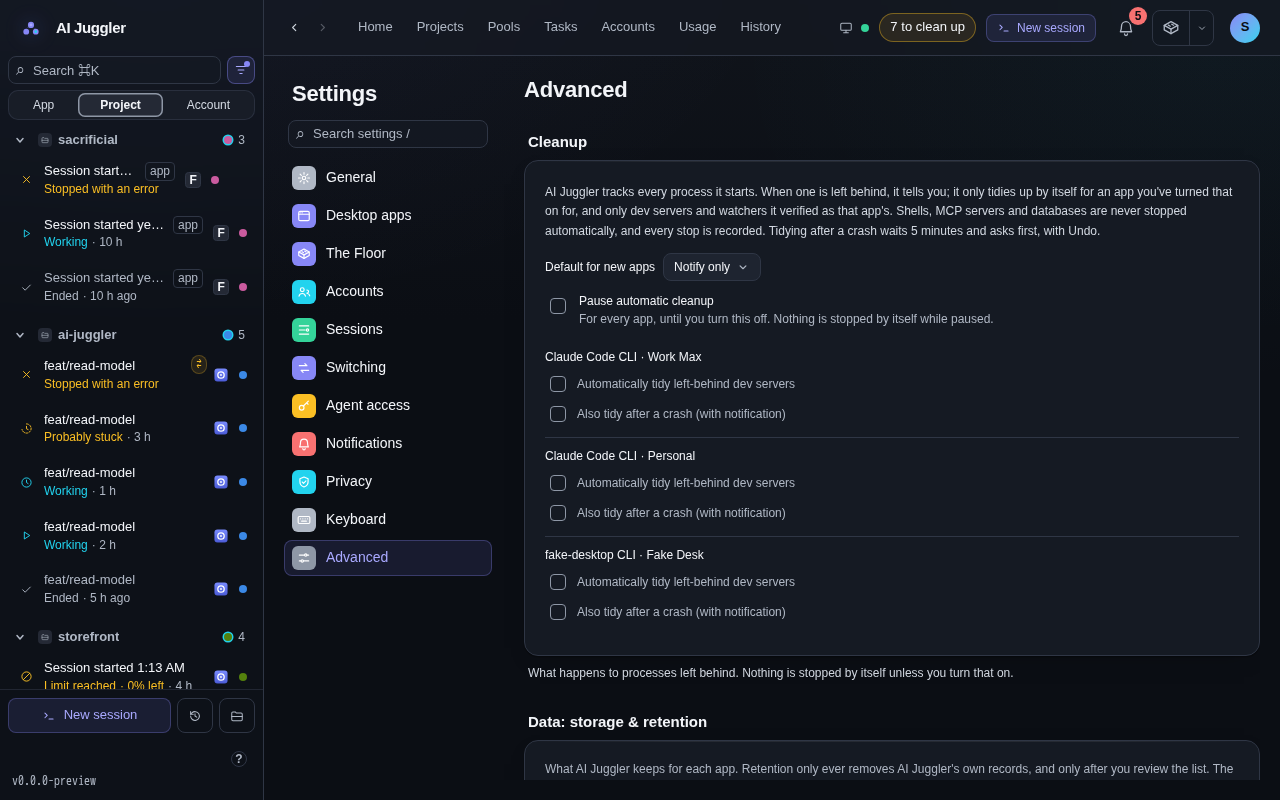 AI Juggler
Search ⌘K
App
Project
Account
sacrificial
3
Session start…
app
F
Stopped with an error
Session started ye…
app
F
Working · 10 h
Session started ye…
app
F
Ended · 10 h ago
ai-juggler
5
feat/read-model
Stopped with an error
feat/read-model
Probably stuck · 3 h
feat/read-model
Working · 1 h
feat/read-model
Working · 2 h
feat/read-model
Ended · 5 h ago
storefront
4
Session started 1:13 AM
Limit reached · 0% left · 4 h
New session
?
v0.0.0-preview
Home
Projects
Pools
Tasks
Accounts
Usage
History
7 to clean up
New session
5
S
Settings
Search settings /
General
Desktop apps
The Floor
Accounts
Sessions
Switching
Agent access
Notifications
Privacy
Keyboard
Advanced
Advanced
Cleanup
AI Juggler tracks every process it starts. When one is left behind, it tells you; it only tidies up by itself for an app you've turned that
on for, and only dev servers and watchers it verified as that app's. Shells, MCP servers and databases are never stopped
automatically, and every stop is recorded. Tidying after a crash waits 5 minutes and asks first, with Undo.
Default for new apps
Notify only
Pause automatic cleanup
For every app, until you turn this off. Nothing is stopped by itself while paused.
Claude Code CLI · Work Max
Automatically tidy left-behind dev servers
Also tidy after a crash (with notification)
Claude Code CLI · Personal
Automatically tidy left-behind dev servers
Also tidy after a crash (with notification)
fake-desktop CLI · Fake Desk
Automatically tidy left-behind dev servers
Also tidy after a crash (with notification)
What happens to processes left behind. Nothing is stopped by itself unless you turn that on.
Data: storage & retention
What AI Juggler keeps for each app. Retention only ever removes AI Juggler's own records, and only after you review the list. The